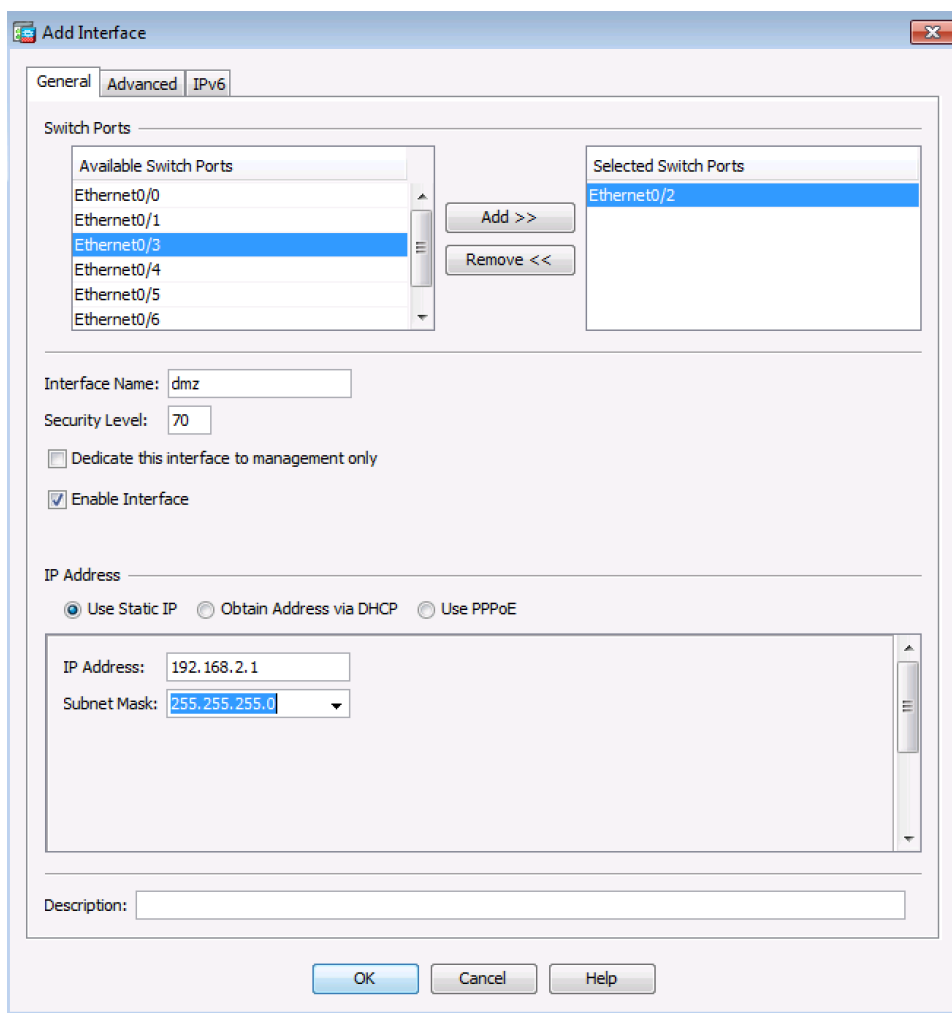 Add Interface
General Advanced IPv6
Switch Ports
Available Switch Ports
Ethernet0/0
Ethernet0/1
Ethernet0/3
Ethernet0/4
Ethernet0/5
Ethernet0/6
Add >>
Remove <<
Selected Switch Ports
Ethernet0/2
Interface Name: dmz
Security Level: 70
Dedicate this interface to management only
Enable Interface
IP Address
Use Static IP Obtain Address via DHCP Use PPPoE
IP Address: 192.168.2.1
Subnet Mask: 255.255.255.0
Description:
OK Cancel Help